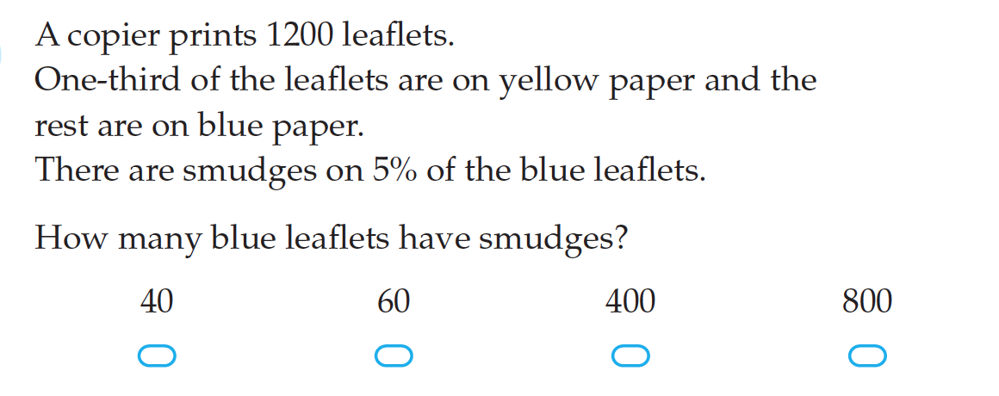 A copier prints 1200 leaflets.
One-third of the leaflets are on yellow paper and the
rest are on blue paper.
There are smudges on 5% of the blue leaflets.
How many blue leaflets have smudges?
40 60 400 800